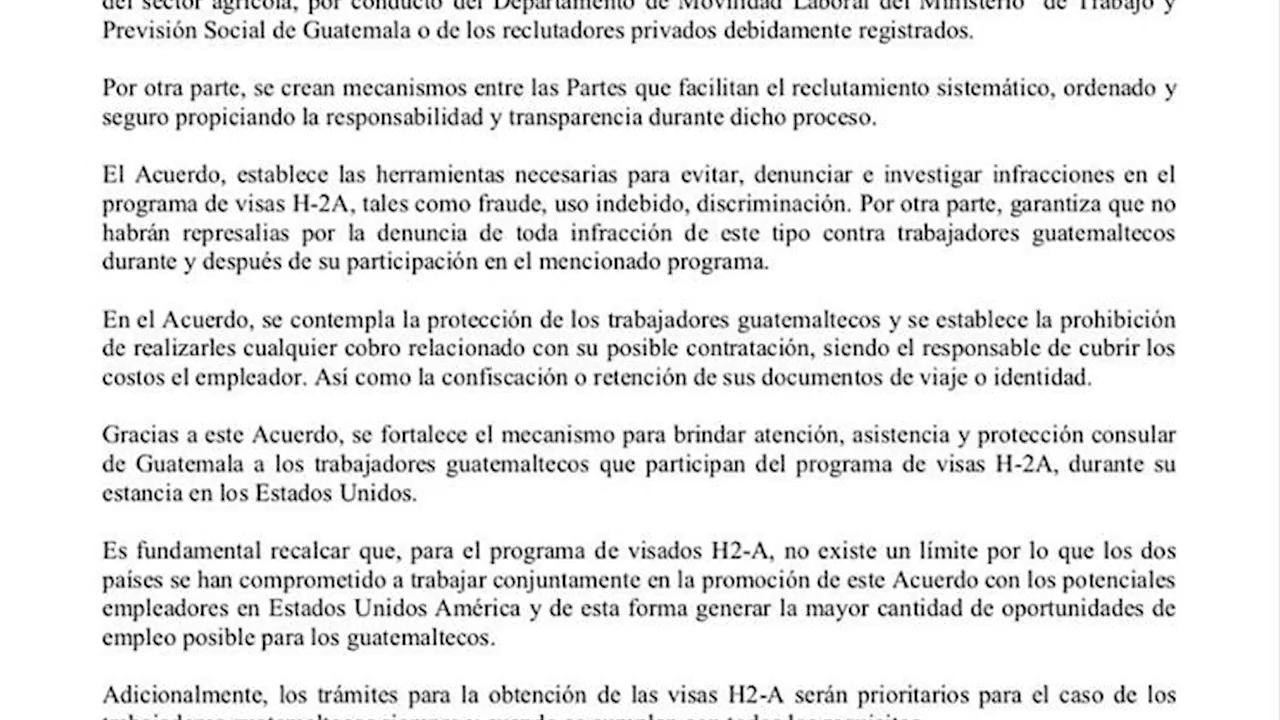 del sector agrícola, por conducto del Departamento de Movilidad Laboral del Ministerio de Trabajo y
Previsión Social de Guatemala o de los reclutadores privados debidamente registrados.
Por otra parte, se crean mecanismos entre las Partes que facilitan el reclutamiento sistemático, ordenado y
seguro propiciando la responsabilidad y transparencia durante dicho proceso.
El Acuerdo, establece las herramientas necesarias para evitar, denunciar e investigar infracciones en el
programa de visas H-2A, tales como fraude, uso indebido, discriminación. Por otra parte, garantiza que no
habrán represalias por la denuncia de toda infracción de este tipo contra trabajadores guatemaltecos
durante y después de su participación en el mencionado programa.
En el Acuerdo, se contempla la protección de los trabajadores guatemaltecos y se establece la prohibición
de realizarles cualquier cobro relacionado con su posible contratación, siendo el responsable de cubrir los
costos el empleador. Así como la confiscación o retención de sus documentos de viaje o identidad.
Gracias a este Acuerdo, se fortalece el mecanismo para brindar atención, asistencia y protección consular
de Guatemala a los trabajadores guatemaltecos que participan del programa de visas H-2A, durante su
estancia en los Estados Unidos.
Es fundamental recalcar que, para el programa de visados H2-A, no existe un límite por lo que los dos
países se han comprometido a trabajar conjuntamente en la promoción de este Acuerdo con los potenciales
empleadores en Estados Unidos América y de esta forma generar la mayor cantidad de oportunidades de
empleo posible para los guatemaltecos.
Adicionalmente, los trámites para la obtención de las visas H2-A serán prioritarios para el caso de los
trabajadores guatemaltecos siempre y cuando se cumplan con todos los requisitos.